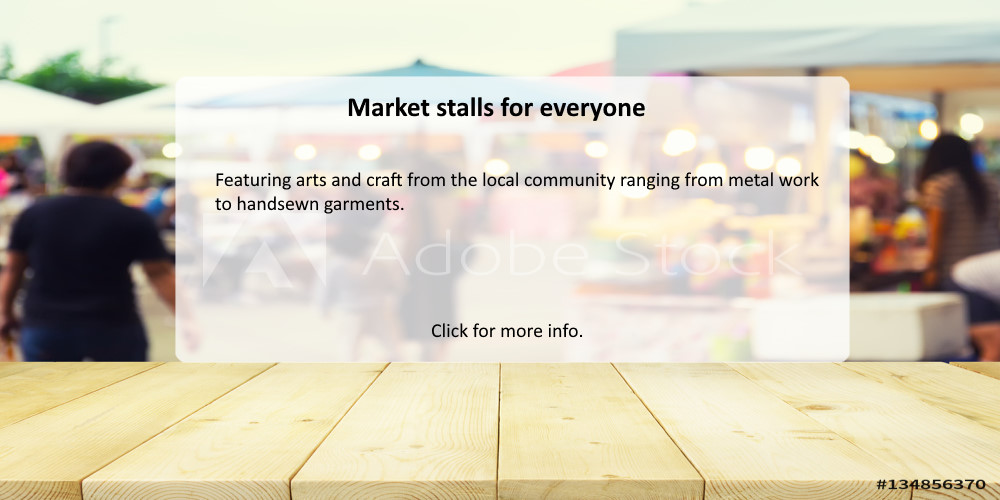 Market stalls for everyone
Featuring arts and craft from the local community ranging from metal work
to handsewn garments.
Adobe Stock
Click for more info.
#134856370